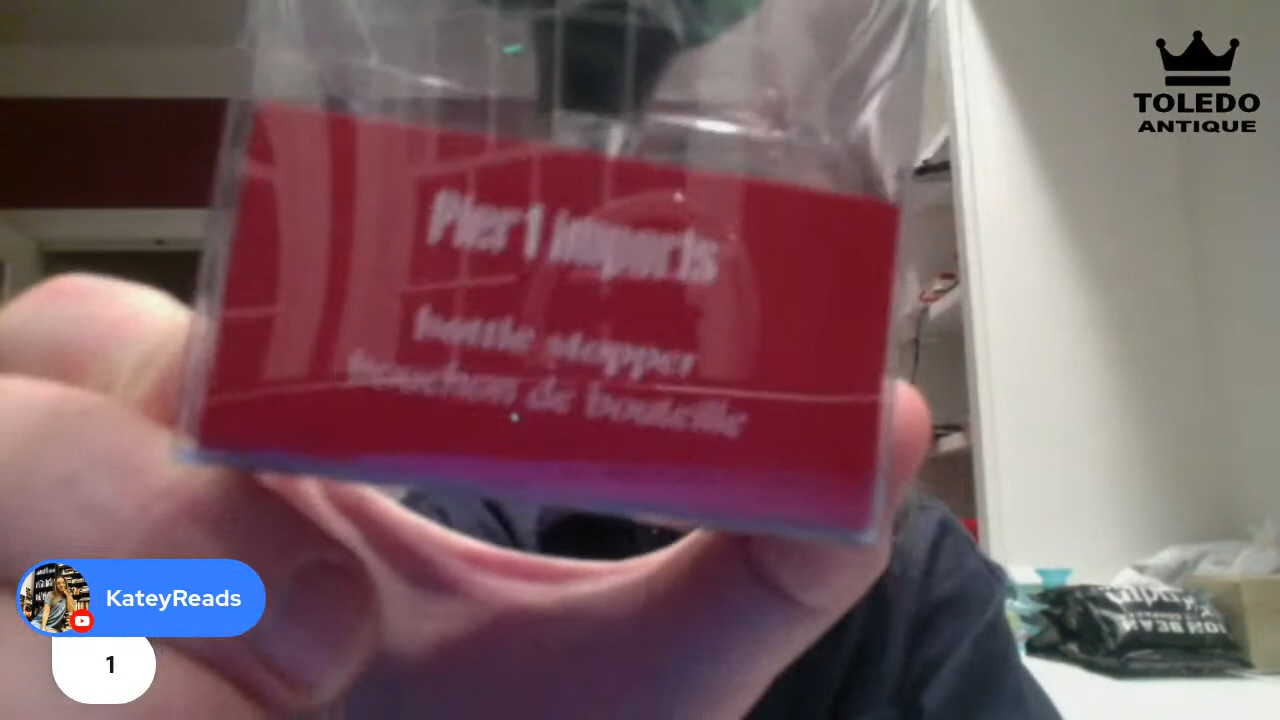 TOLEDO
ANTIQUE
Pier 1 imports
bottle stopper
bouchon de bouteille
KateyReads
1